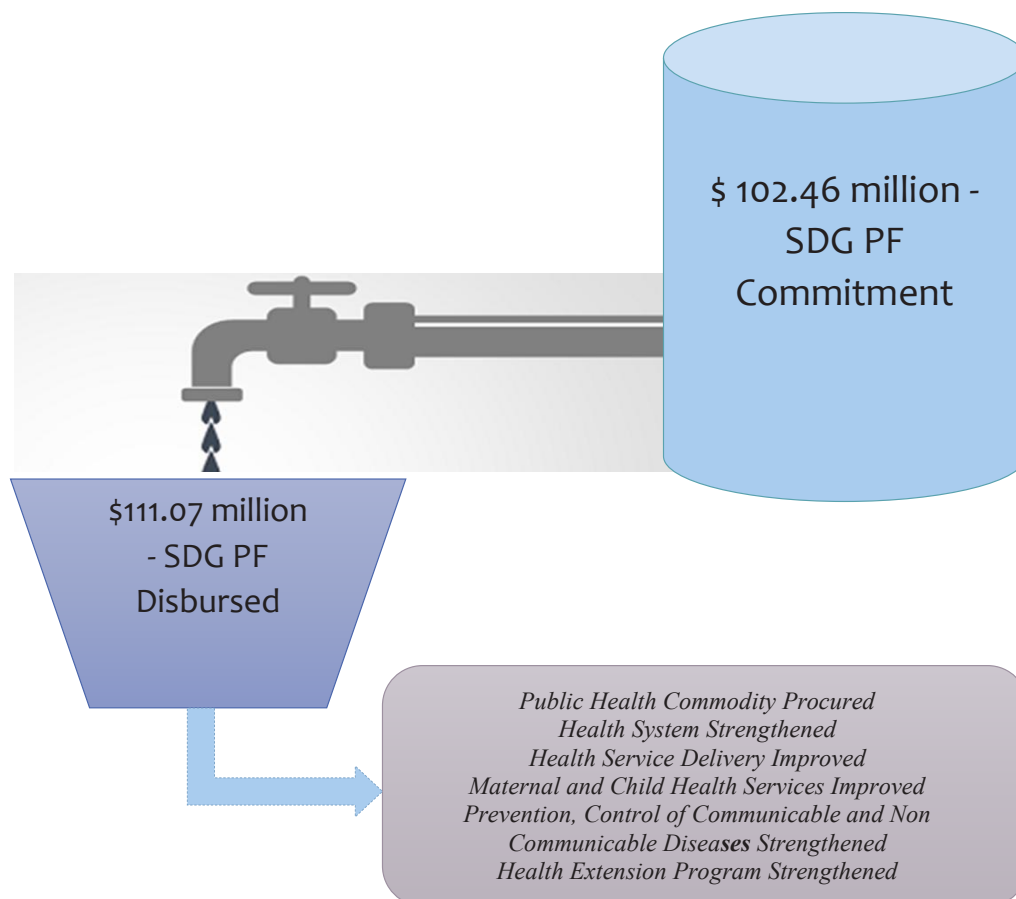 $ 102.46 million -
SDG PF
Commitment
$111.07 million
- SDG PF
Disbursed
Public Health Commodity Procured
Health System Strengthened
Health Service Delivery Improved
Maternal and Child Health Services Improved
Prevention, Control of Communicable and Non
Communicable Diseases Strengthened
Health Extension Program Strengthened